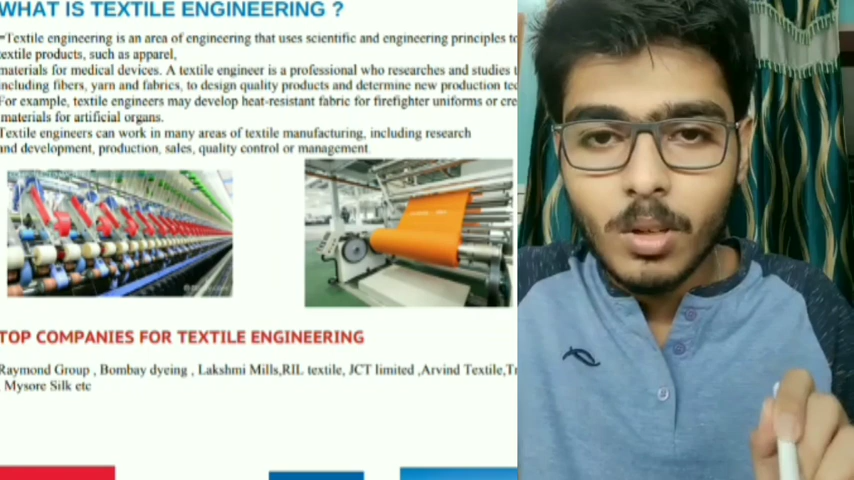 WHAT IS TEXTILE ENGINEERING ?
Textile engineering is an area of engineering that uses scientific and engineering principles to
textile products, such as apparel,
materials for medical devices. A textile engineer is a professional who researches and studies
including fibers, yarn and fabrics, to design quality products and determine new production
For example, textile engineers may develop heat-resistant fabric for firefighter uniforms or
materials for artificial organs.
Textile engineers can work in many areas of textile manufacturing, including research
and development, production, sales, quality control or management.
TOP COMPANIES FOR TEXTILE ENGINEERING
Raymond Group , Bombay dyeing , Lakshmi Mills,RIL textile, JCT limited ,Arvind Textile,
, Mysore Silk etc